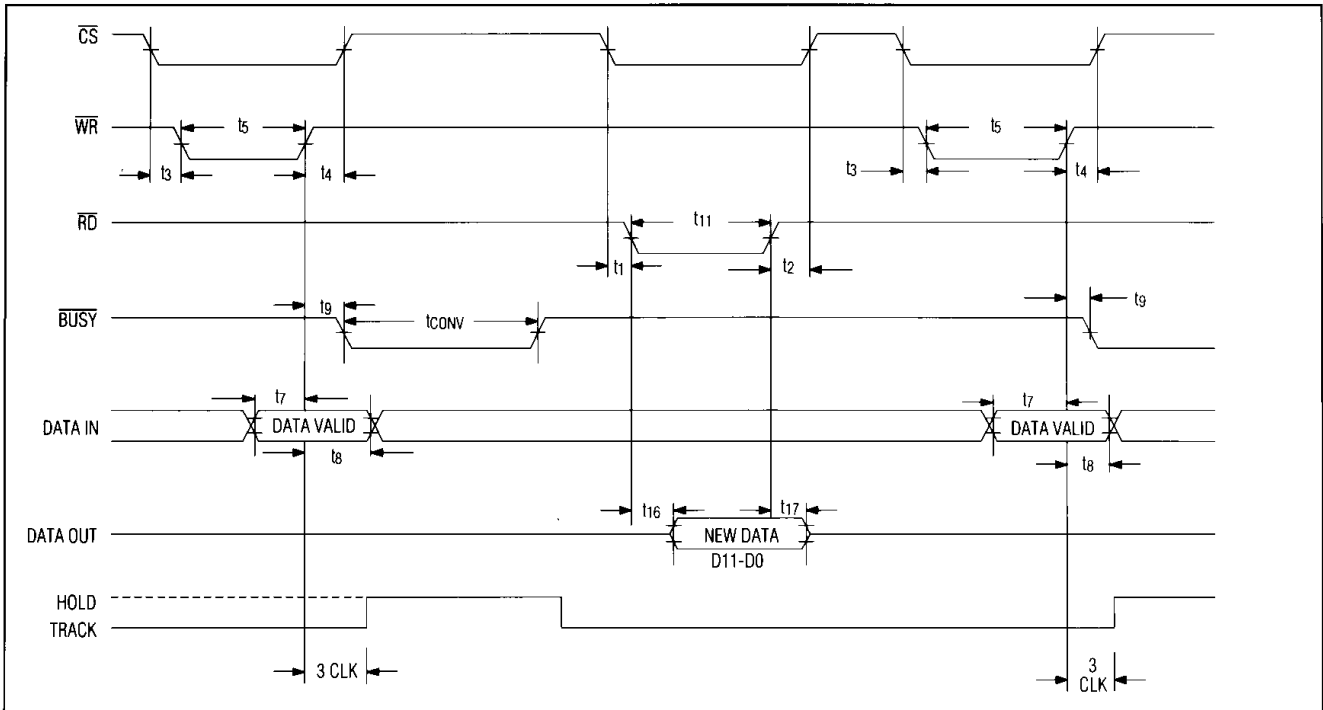 CS
WR
t5
t5
t3
t4
t3
t4
RD
t11
t1
t2
BUSY
t9
tCONV
t9
DATA IN
t7
DATA VALID
t8
t7
DATA VALID
t8
DATA OUT
t16
NEW DATA
t17
D11-D0
HOLD
TRACK
3 CLK
3
CLK